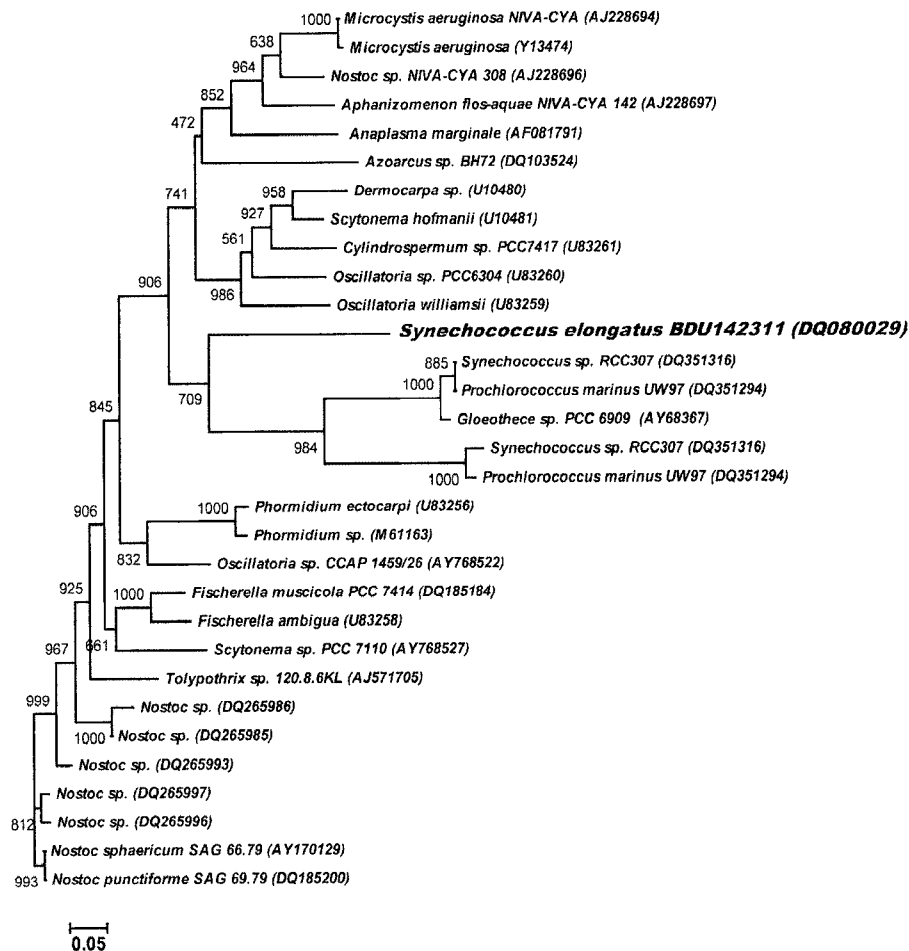 1000 Microcystis aeruginosa NIVA-CYA (AJ228694)
Microcystis aeruginosa (Y13474)
638
Nostoc sp. NIVA-CYA 308 (AJ228696)
964
Aphanizomenon flos-aquae NIVA-CYA 142 (AJ228697)
852
Anaplasma marginale (AF081791)
472
Azoarcus sp. BH72 (DQ103524)
741
958 Dermocarpa sp. (U10480)
927 Scytonema hofmanii (U10481)
561 Cylindrospermum sp. PCC7417 (U83261)
Oscillatoria sp. PCC6304 (U83260)
906
986 Oscillatoria williamsii (U83259)
Synechococcus elongatus BDU142311 (DQ080029)
885 Synechococcus sp. RCC307 (DQ351316)
1000 Prochlorococcus marinus UW97 (DQ351294)
709
Gloeothece sp. PCC 6909 (AY68367)
845
984 Synechococcus sp. RCC307 (DQ351316)
1000 Prochlorococcus marinus UW97 (DQ351294)
1000 Phormidium ectocarpi (U83256)
906
Phormidium sp. (M61163)
832 Oscillatoria sp. CCAP 1459/26 (AY768522)
925
1000 Fischerella muscicola PCC 7414 (DQ185184)
Fischerella ambigua (U83258)
967 661 Scytonema sp. PCC 7110 (AY768527)
Tolypothrix sp. 120.8.6KL (AJ571705)
999
Nostoc sp. (DQ265986)
1000 Nostoc sp. (DQ265985)
Nostoc sp. (DQ265993)
Nostoc sp. (DQ265997)
812 Nostoc sp. (DQ265996)
Nostoc sphaericum SAG 66.79 (AY170129)
993 Nostoc punctiforme SAG 69.79 (DQ185200)
0.05